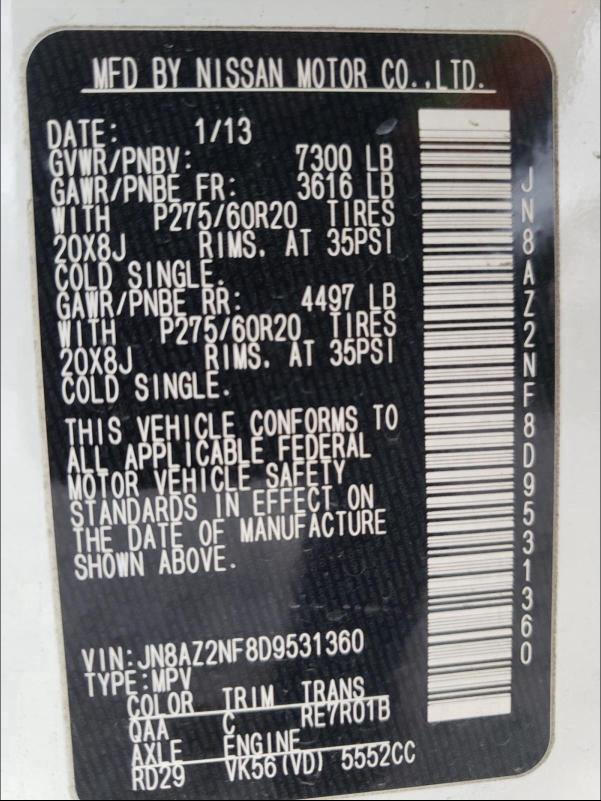 MFD BY NISSAN MOTOR CO.,LTD.
DATE: 1/13
GVWR/PNBV: 7300 LB
GAWR/PNBE FR: 3616 LB
WITH P275/60R20 TIRES
20X8J RIMS. AT 35PSI
COLD SINGLE.
GAWR/PNBE RR: 4497 LB
WITH P275/60R20 TIRES
20X8J RIMS. AT 35PSI
COLD SINGLE.
THIS VEHICLE CONFORMS TO
ALL APPLICABLE FEDERAL
MOTOR VEHICLE SAFETY
STANDARDS IN EFFECT ON
THE DATE OF MANUFACTURE
SHOWN ABOVE.
VIN:JN8AZ2NF8D9531360
TYPE:MPV
COLOR TRIM TRANS
QAA C RE7R01B
AXLE ENGINE
RD29 VK56(VD) 5552CC
JN8AZ2NF8D9531360